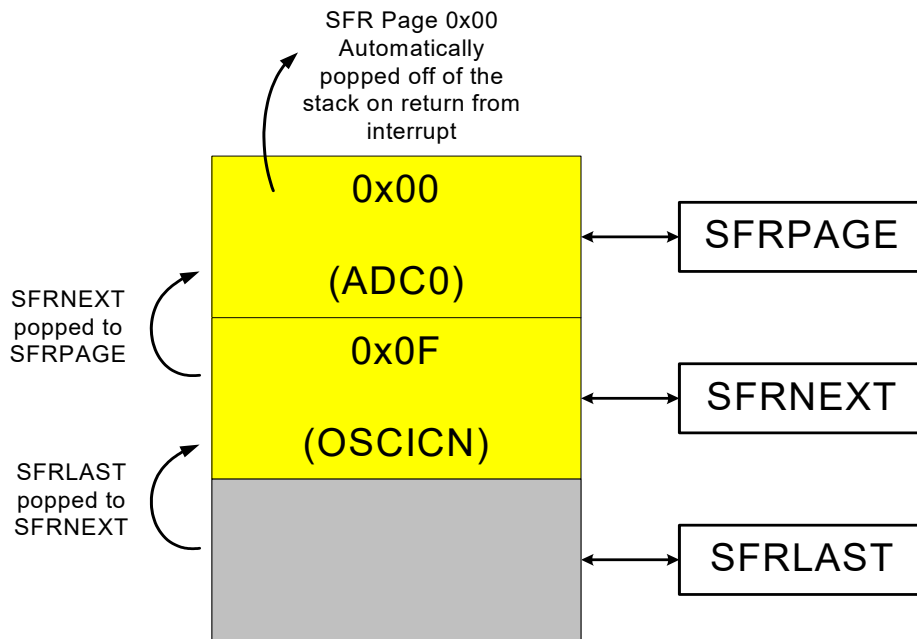 SFR Page 0x00
Automatically
popped off of the
stack on return from
interrupt
0x00
(ADC0)
SFRPAGE
SFRNEXT
popped to
SFRPAGE
0x0F
(OSCICN)
SFRNEXT
SFRLAST
popped to
SFRNEXT
SFRLAST